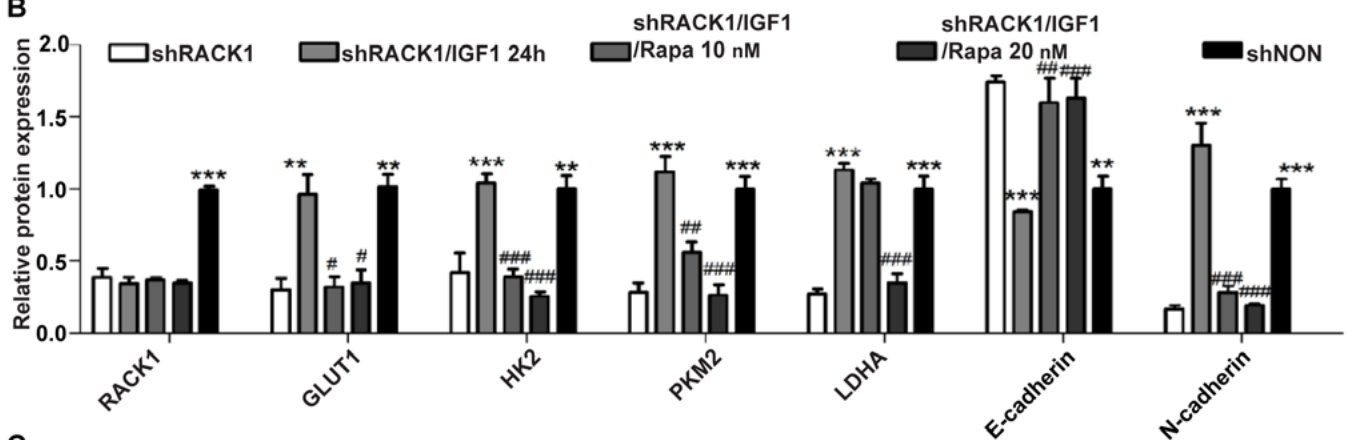 B
Relative protein expression
2.0
1.5
1.0
0.5
0.0
shRACK1
shRACK1/IGF1 24h
shRACK1/IGF1
/Rapa 10 nM
shRACK1/IGF1
/Rapa 20 nM
shNON
***
** # # **
*** ### ### **
*** ## ### ***
*** ### ***
*** ## ### **
*** ### ### ***
RACK1
GLUT1
HK2
PKM2
LDHA
E-cadherin
N-cadherin